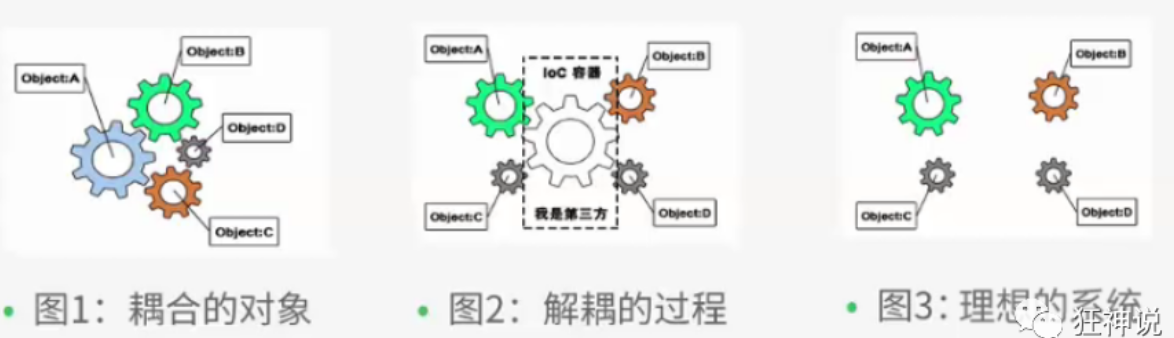 Object:B
Object:A
Object:D
Object:C
• 图1：耦合的对象
Object:A
Object:B
IoC 容器
Object:C
我是第三方
Object:D
• 图2：解耦的过程
Object:A
Object:B
Object:C
Object:D
• 图3：理想的系统
狂神说